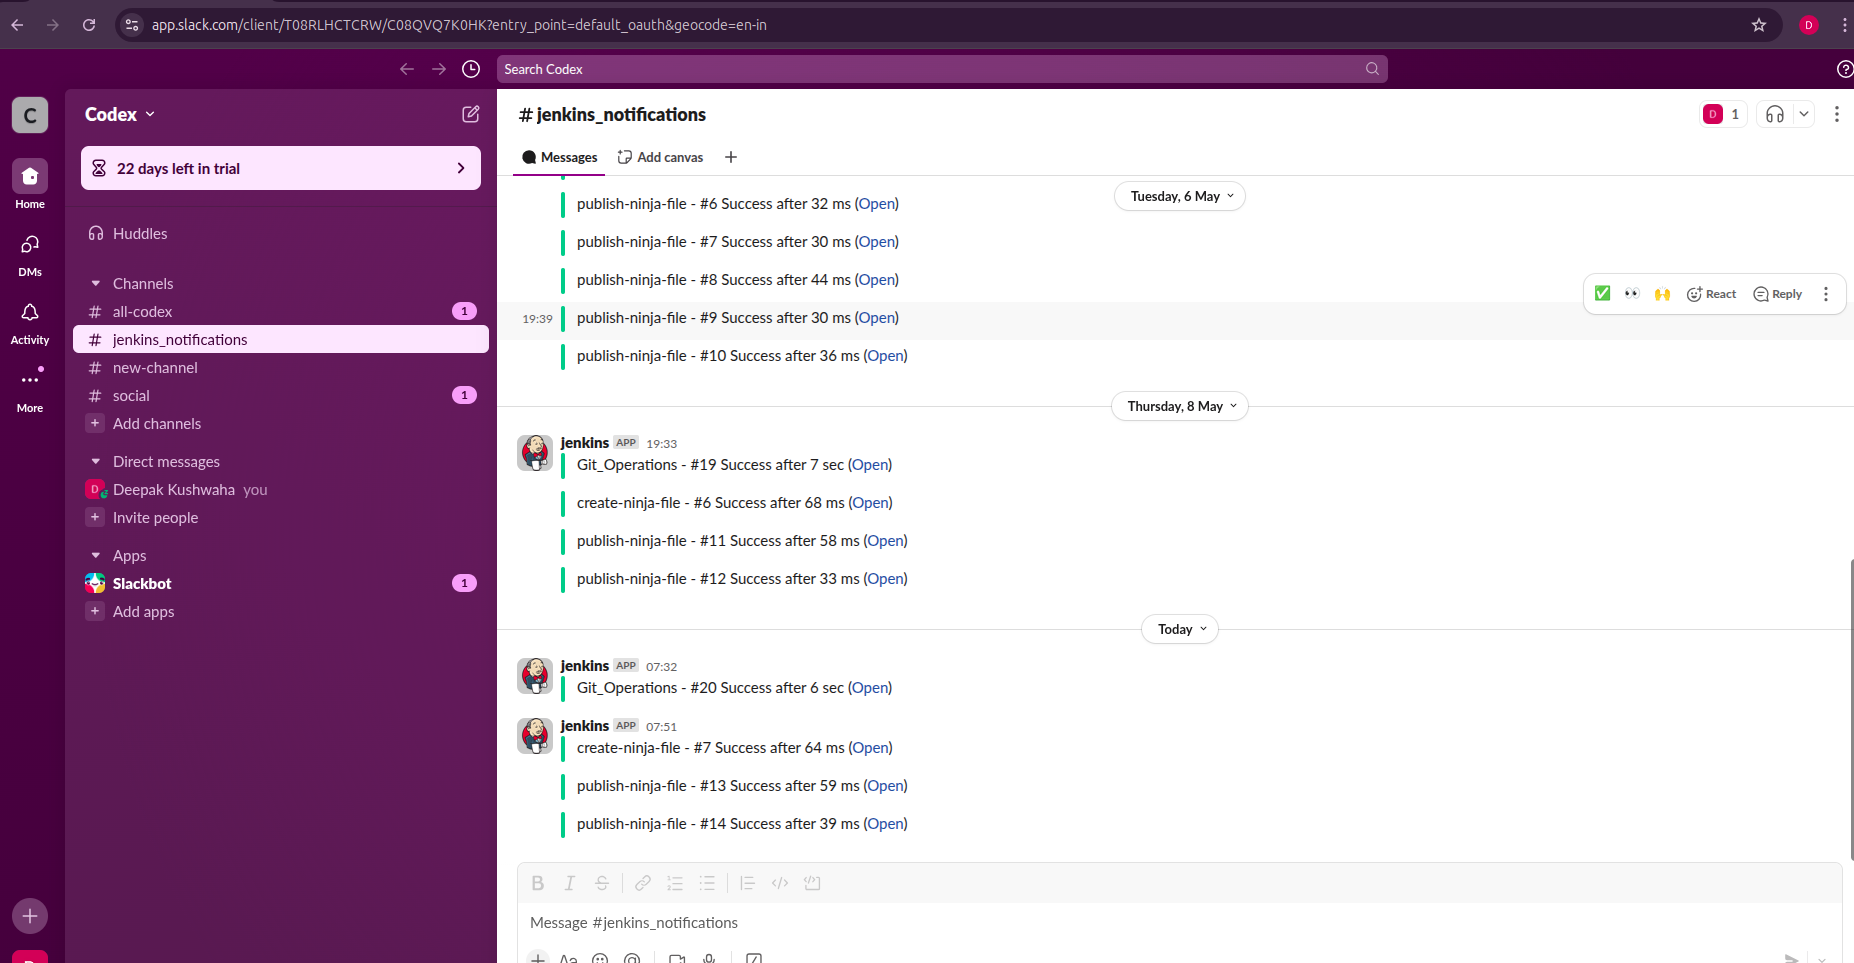 app.slack.com/client/T08RLHCTCRW/C08QVQ7K0HK?entry_point=default_oauth&geocode=en-in
D
Search Codex
C
Home
DMs
Activity
More
Codex
22 days left in trial
Huddles
Channels
# all-codex 1
# jenkins_notifications
# new-channel
# social 1
+ Add channels
Direct messages
D Deepak Kushwaha you
+ Invite people
Apps
Slackbot 1
+ Add apps
# jenkins_notifications
D 1
Messages Add canvas +
Tuesday, 6 May
publish-ninja-file - #6 Success after 32 ms (Open)
publish-ninja-file - #7 Success after 30 ms (Open)
publish-ninja-file - #8 Success after 44 ms (Open)
✅ 👀 🙌 React Reply
19:39 publish-ninja-file - #9 Success after 30 ms (Open)
publish-ninja-file - #10 Success after 36 ms (Open)
Thursday, 8 May
jenkins APP 19:33
Git_Operations - #19 Success after 7 sec (Open)
create-ninja-file - #6 Success after 68 ms (Open)
publish-ninja-file - #11 Success after 58 ms (Open)
publish-ninja-file - #12 Success after 33 ms (Open)
Today
jenkins APP 07:32
Git_Operations - #20 Success after 6 sec (Open)
jenkins APP 07:51
create-ninja-file - #7 Success after 64 ms (Open)
publish-ninja-file - #13 Success after 59 ms (Open)
publish-ninja-file - #14 Success after 39 ms (Open)
B I S
Message #jenkins_notifications
+ Aa @